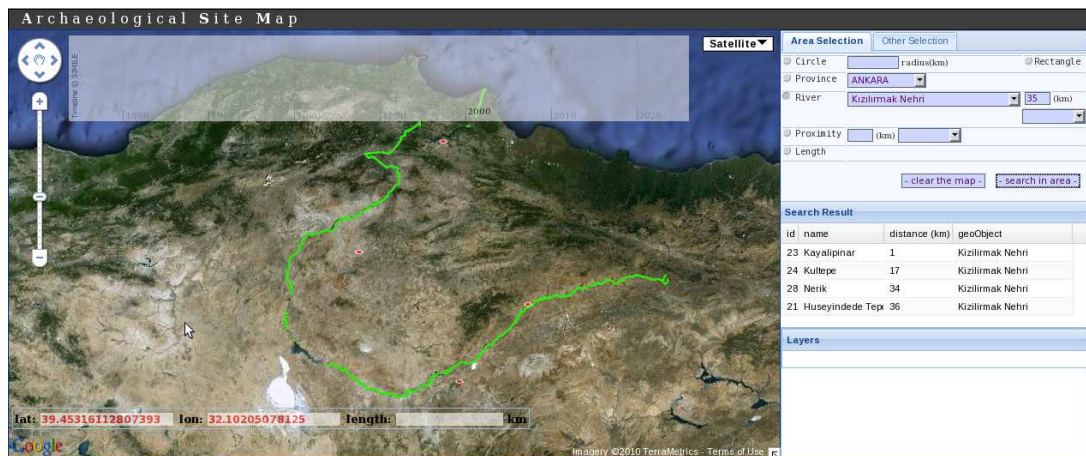 Archaeological Site Map
Satellite
Timeline © SIMILE
1960
1990
2000
2010
2020
lat: 39.45316112807393 lon: 32.10205078125 length: km
Google
Imagery ©2010 TerraMetrics - Terms of Use
Area Selection Other Selection
Circle radius(km) Rectangle
Province ANKARA
River Kızılırmak Nehri 35 (km)
Proximity (km)
Length
- clear the map - - search in area -
Search Result
id name distance (km) geoObject
23 Kayalipinar 1 Kizilirmak Nehri
24 Kultepe 17 Kizilirmak Nehri
28 Nerik 34 Kizilirmak Nehri
21 Huseyindede Tep 36 Kizilirmak Nehri
Layers